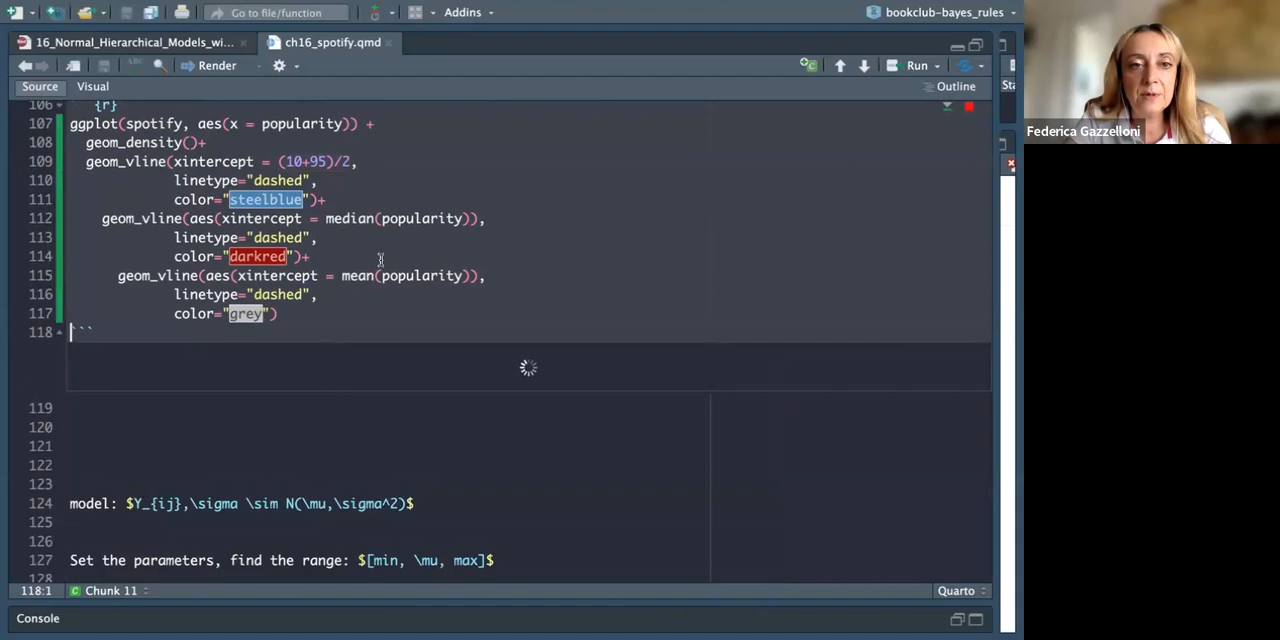 Go to file/function
Addins
bookclub-bayes_rules
16_Normal_Hierarchical_Models_wi...
ch16_spotify.qmd
ABC
Render
Run
Source
Visual
Outline
Sta
106 {r}
107 ggplot(spotify, aes(x = popularity)) +
108 geom_density()+
109 geom_vline(xintercept = (10+95)/2,
110 linetype="dashed",
111 color="steelblue")+
112 geom_vline(aes(xintercept = median(popularity)),
113 linetype="dashed",
114 color="darkred")+
115 geom_vline(aes(xintercept = mean(popularity)),
116 linetype="dashed",
117 color="grey")
118 ```
119
120
121
122
123
124 model: $Y_{ij},\sigma \sim N(\mu,\sigma^2)$
125
126
127 Set the parameters, find the range: $[min, \mu, max]$
128
118:1
C Chunk 11
Quarto
Console
Federica Gazzelloni